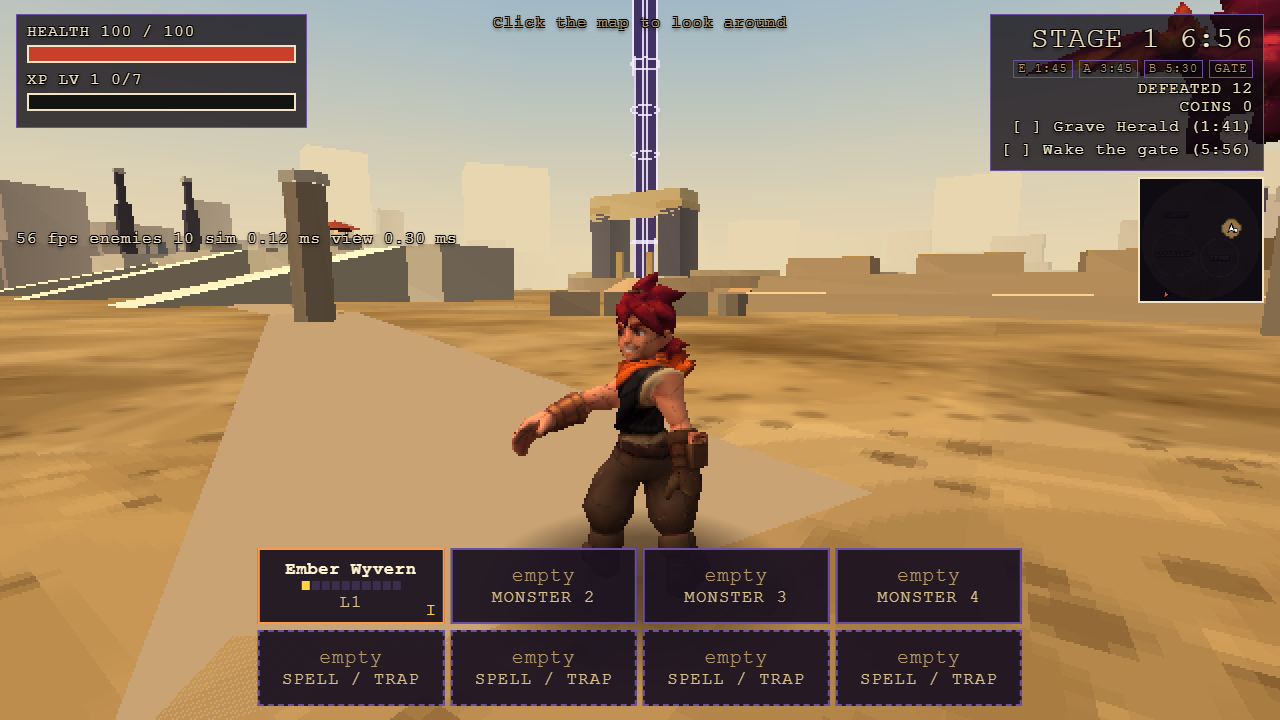 HEALTH 100 / 100
XP LV 1 0/7
Click the map to look around
STAGE 1 6:56
E 1:45 A 3:45 B 5:30 GATE
DEFEATED 12
COINS 0
[ ] Grave Herald (1:41)
[ ] Wake the gate (5:56)
56 fps enemies 10 sim 0.12 ms view 0.30 ms
Ember Wyvern
L1
I
empty
MONSTER 2
empty
MONSTER 3
empty
MONSTER 4
empty
SPELL / TRAP
empty
SPELL / TRAP
empty
SPELL / TRAP
empty
SPELL / TRAP